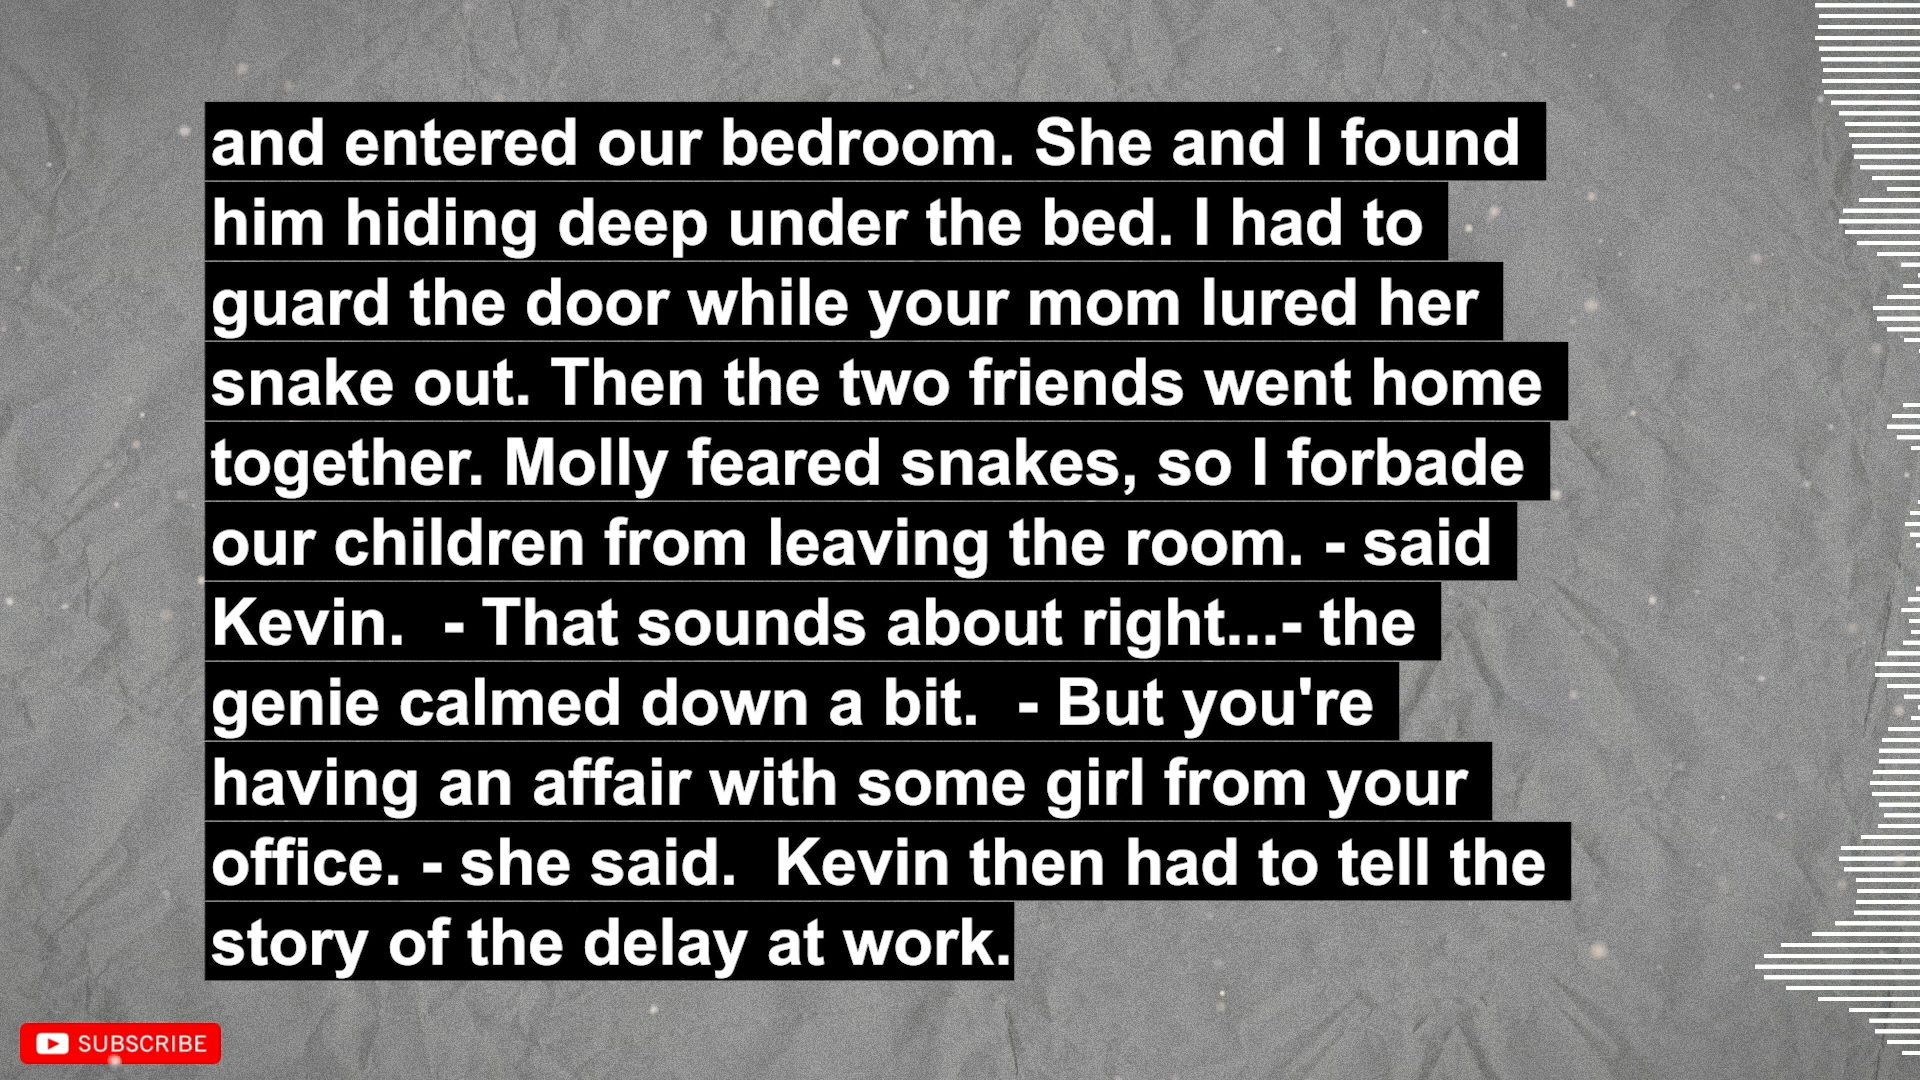 and entered our bedroom. She and I found
him hiding deep under the bed. I had to
guard the door while your mom lured her
snake out. Then the two friends went home
together. Molly feared snakes, so I forbade
our children from leaving the room. - said
Kevin.  - That sounds about right...- the
genie calmed down a bit.  - But you're
having an affair with some girl from your
office. - she said.  Kevin then had to tell the
story of the delay at work.
SUBSCRIBE